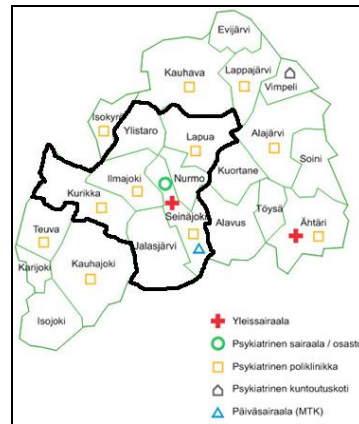 Evijärvi
Kauhava
Lappajärvi
Vimpeli
Isokyrö
Ylistaro
Lapua
Alajärvi
Soini
Kuortane
Nurmo
Ilmajoki
Kurikka
Seinäjoki
Alavus
Töysä
Ähtäri
Teuva
Jalasjärvi
Karijoki
Kauhajoki
Isojoki
Yleissairaala
Psykiatrinen sairaala / osasto
Psykiatrinen poliklinikka
Psykiatrinen kuntoutuskoti
Päiväsairaala (MTK)